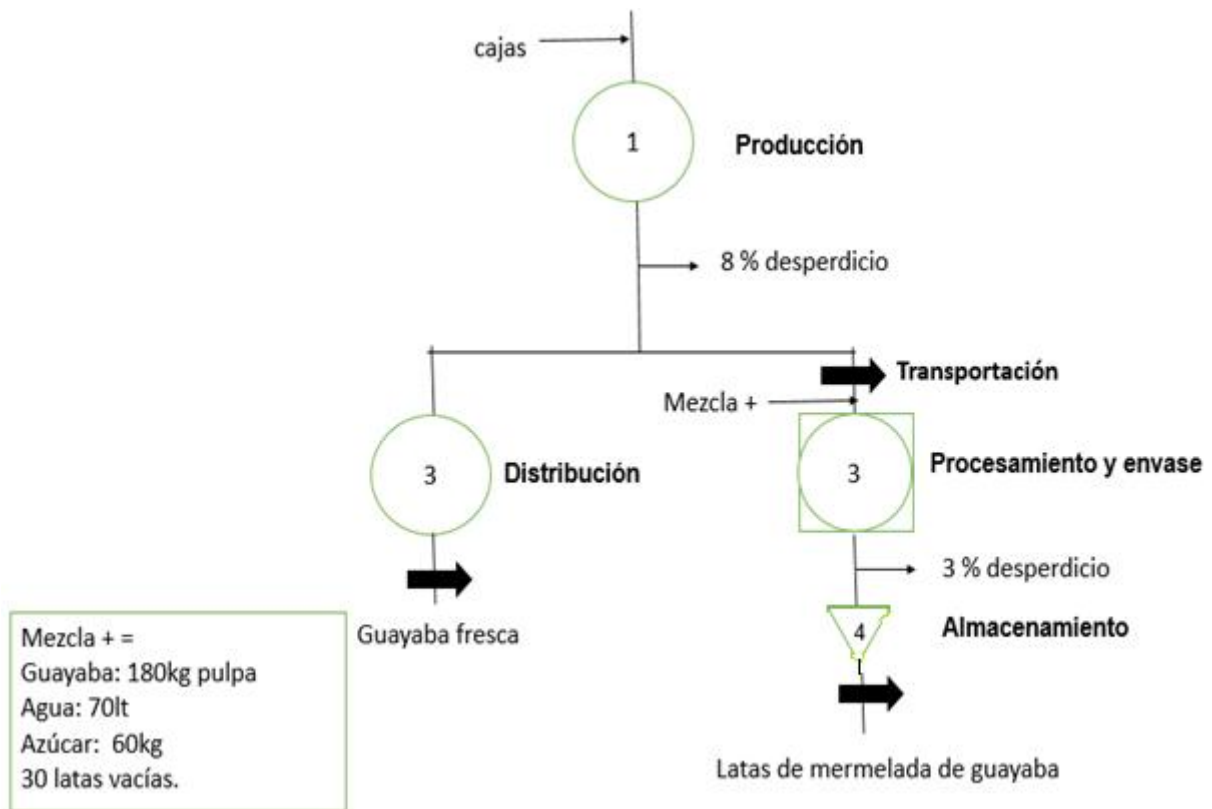 cajas
1
Producción
8 % desperdicio
Transportación
Mezcla +
3
Distribución
3
Procesamiento y envase
3 % desperdicio
Guayaba fresca
4
Almacenamiento
Mezcla + =
Guayaba: 180kg pulpa
Agua: 70lt
Azúcar: 60kg
30 latas vacías.
Latas de mermelada de guayaba